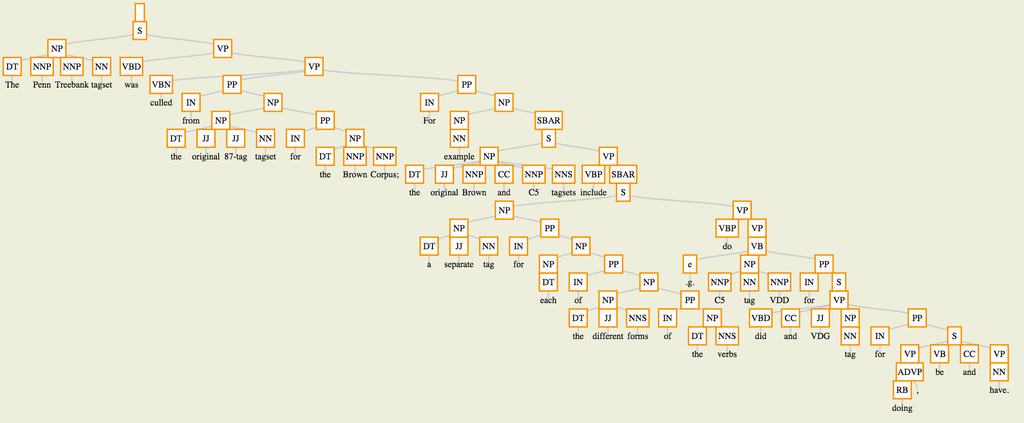 S
NP VP
DT NNP NNP NN VBD VP
The Penn Treebank tagset was VBN PP PP
culled IN NP IN NP
from NP PP For NP SBAR
DT JJ JJ NN IN NP NN S
the original 87-tag tagset for DT NNP NNP example NP VP
the Brown Corpus; DT JJ NNP CC NNP NNS VBP SBAR
the original Brown and C5 tagsets include S
NP VP
NP PP VBP VP
DT JJ NN IN NP do VB
a separate tag for NP PP e NP PP
DT IN NP .g. NNP NN NNP IN S
each of NP PP C5 tag VDD for VP
DT JJ NNS IN NP VBD CC JJ NP PP
the different forms of DT NNS did and VDG NN IN S
the verbs tag for VP VB CC VP
ADVP be and NN
RB , have.
doing